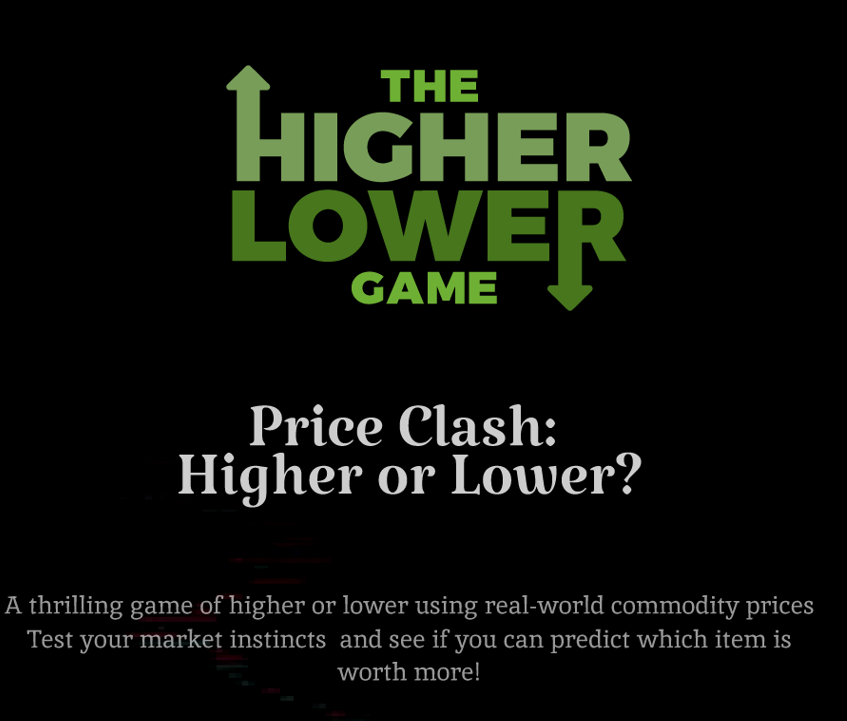 THE
HIGHER
LOWER
GAME
Price Clash:
Higher or Lower?
A thrilling game of higher or lower using real-world commodity prices
Test your market instincts  and see if you can predict which item is
worth more!